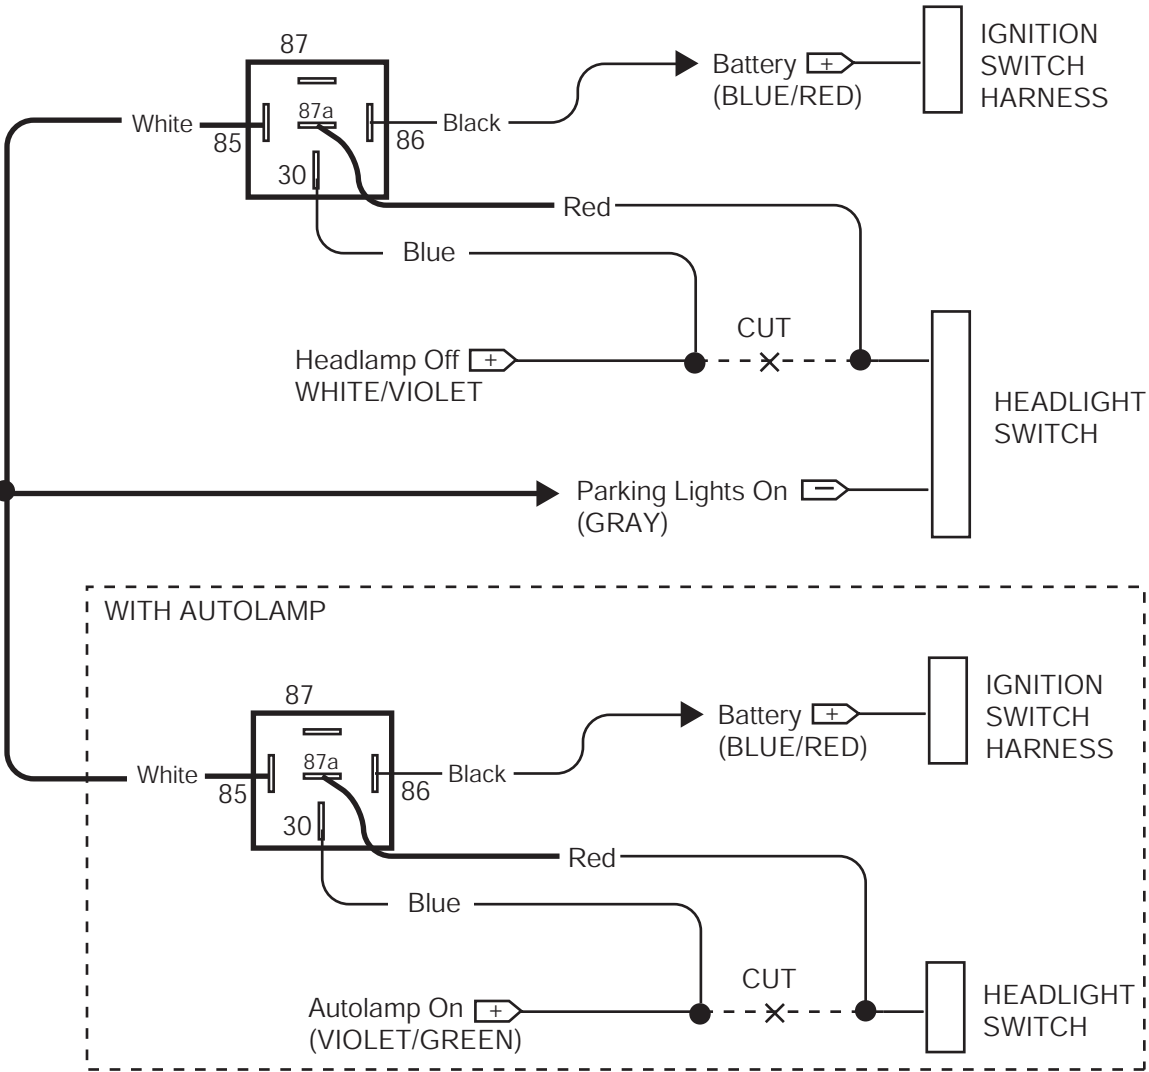 87
IGNITION
SWITCH
HARNESS
Battery +
(BLUE/RED)
White
85
87a
86
Black
30
Red
Blue
CUT
Headlamp Off +
WHITE/VIOLET
HEADLIGHT
SWITCH
Parking Lights On −
(GRAY)
WITH AUTOLAMP
87
IGNITION
SWITCH
HARNESS
Battery +
(BLUE/RED)
White
85
87a
86
Black
30
Red
Blue
CUT
Autolamp On +
(VIOLET/GREEN)
HEADLIGHT
SWITCH